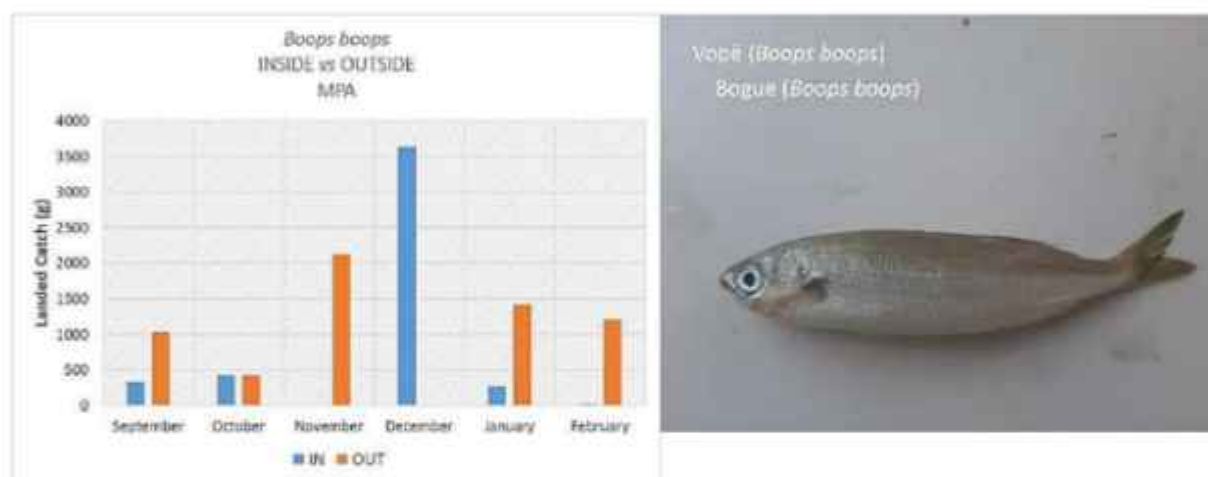 Boops boops
INSIDE vs OUTSIDE
MPA
4000
3500
3000
2500
2000
1500
1000
500
0
Landed Catch (g)
September October November December January February
IN OUT
Vopë (Boops boops)
Bogue (Boops boops)